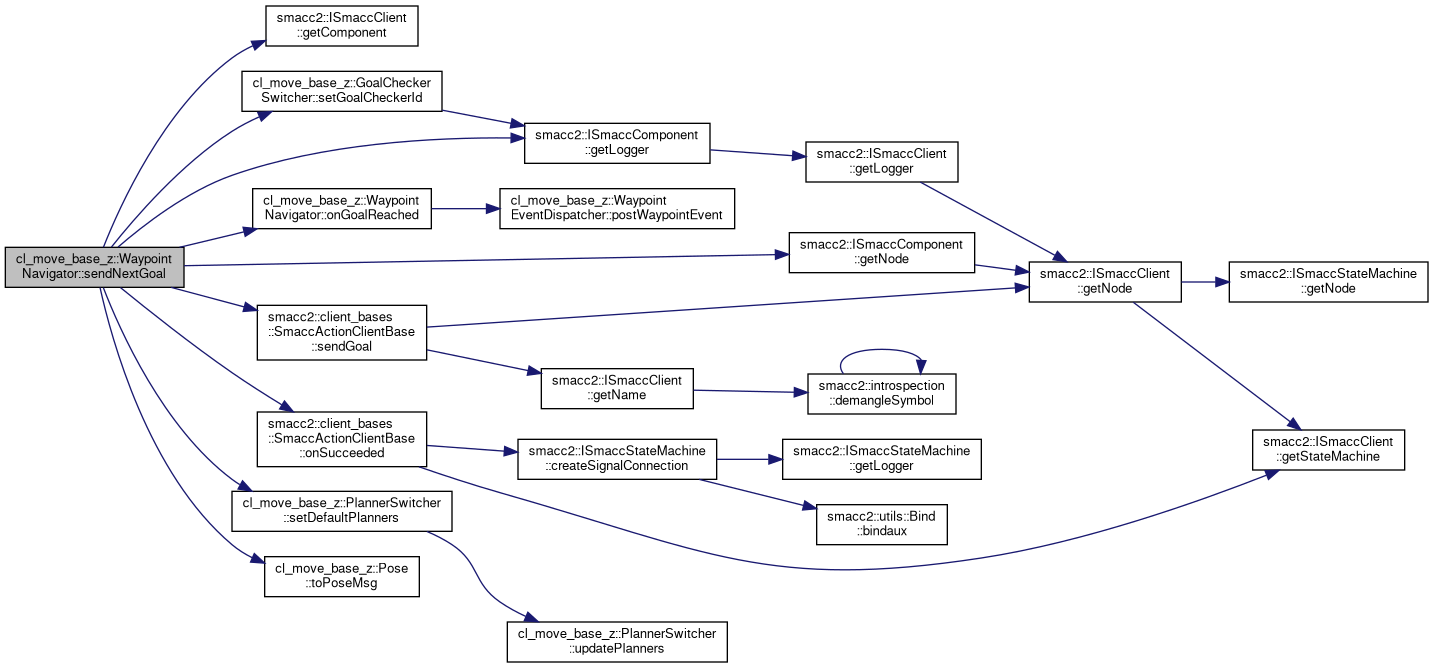 smacc2::ISmaccClient
::getComponent
cl_move_base_z::GoalChecker
Switcher::setGoalCheckerId
smacc2::ISmaccComponent
::getLogger
smacc2::ISmaccClient
::getLogger
cl_move_base_z::Waypoint
Navigator::onGoalReached
cl_move_base_z::Waypoint
EventDispatcher::postWaypointEvent
cl_move_base_z::Waypoint
Navigator::sendNextGoal
smacc2::ISmaccComponent
::getNode
smacc2::ISmaccClient
::getNode
smacc2::ISmaccStateMachine
::getNode
smacc2::client_bases
::SmaccActionClientBase
::sendGoal
smacc2::ISmaccClient
::getName
smacc2::introspection
::demangleSymbol
smacc2::client_bases
::SmaccActionClientBase
::onSucceeded
smacc2::ISmaccStateMachine
::createSignalConnection
smacc2::ISmaccStateMachine
::getLogger
smacc2::ISmaccClient
::getStateMachine
cl_move_base_z::PlannerSwitcher
::setDefaultPlanners
smacc2::utils::Bind
::bindaux
cl_move_base_z::Pose
::toPoseMsg
cl_move_base_z::PlannerSwitcher
::updatePlanners